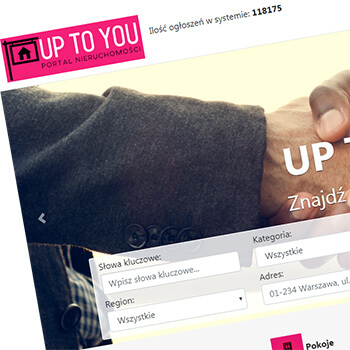 UP TO YOU
PORTAL NIERUCHOMOŚCI
Ilość ogłoszeń w systemie: 118175
UP
Znajdź
Słowa kluczowe:
Wpisz słowa kluczowe...
Kategoria:
Wszystkie
Region:
Wszystkie
Adres:
01-234 Warszawa, ul.
Pokoje